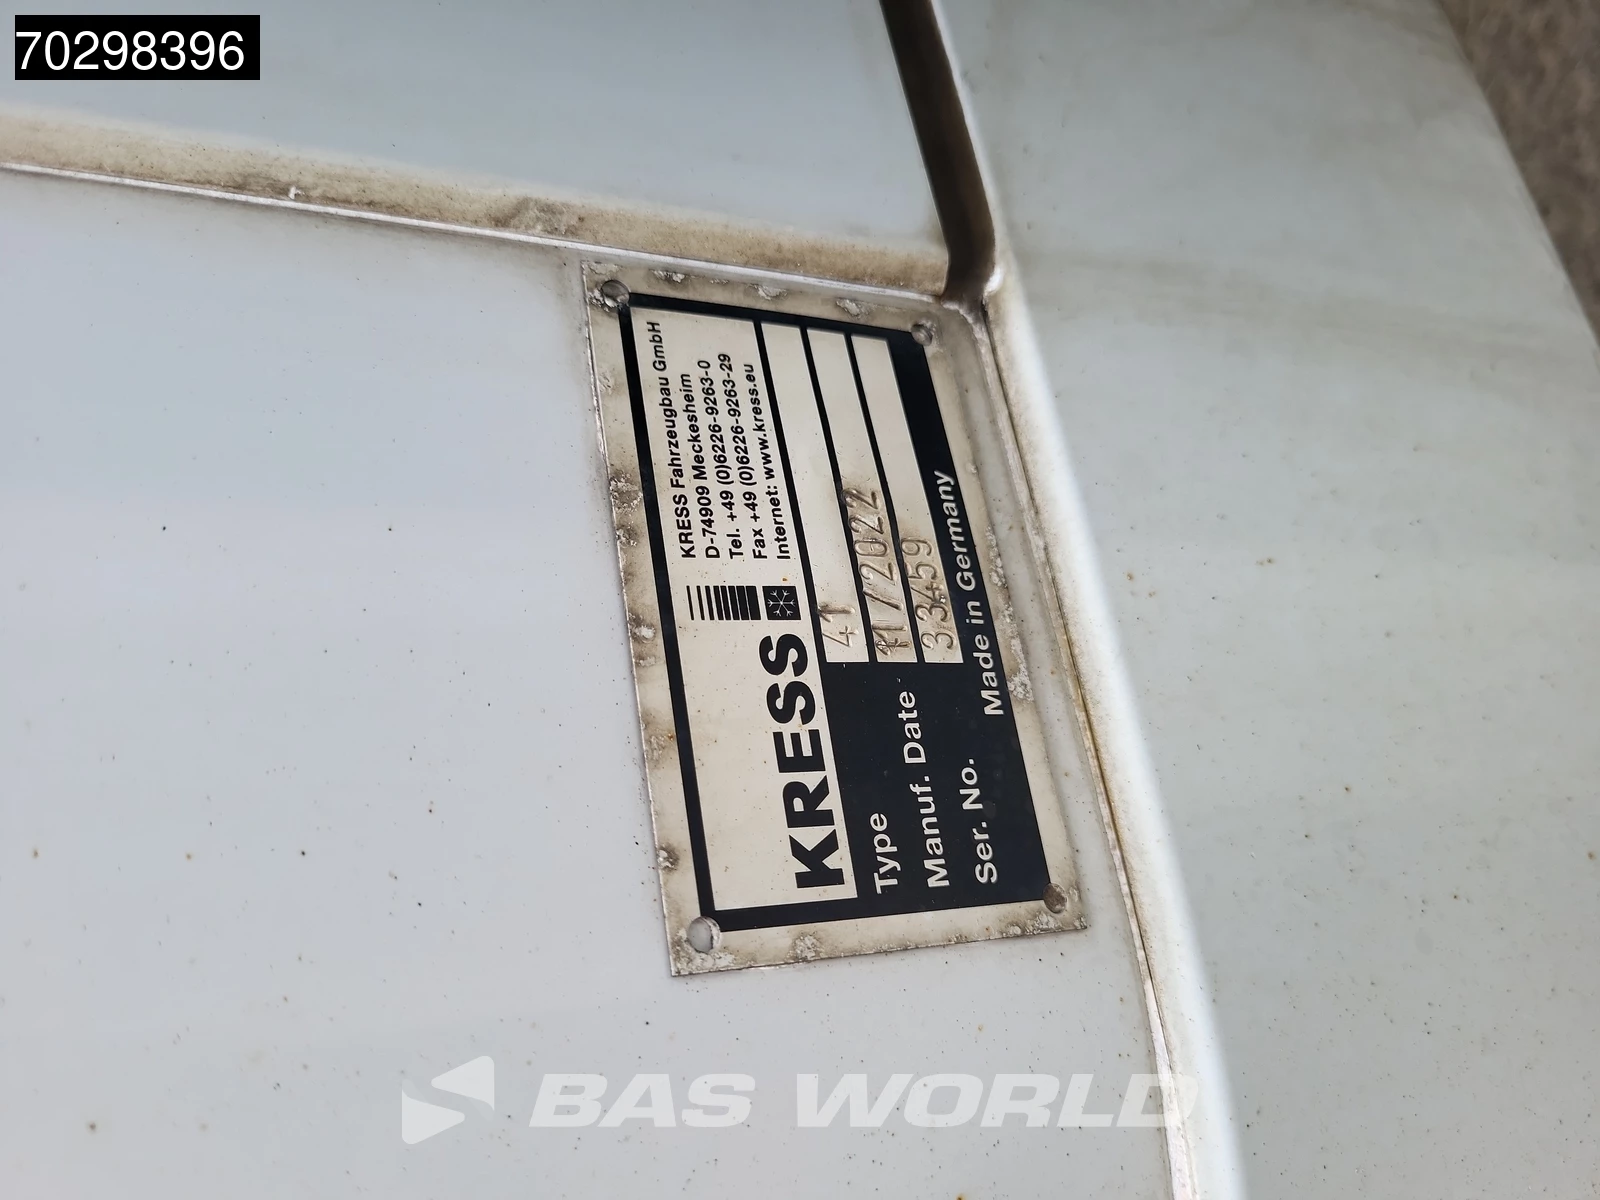 70298396
KRESS
KRESS Fahrzeugbau GmbH
D-74909 Meckesheim
Tel. +49 (0)6226-9263-0
Fax +49 (0)6226-9263-29
Internet: www.kress.eu
Type 41
Manuf. Date 11/2022
Ser. No. 33459
Made in Germany
BAS WORLD